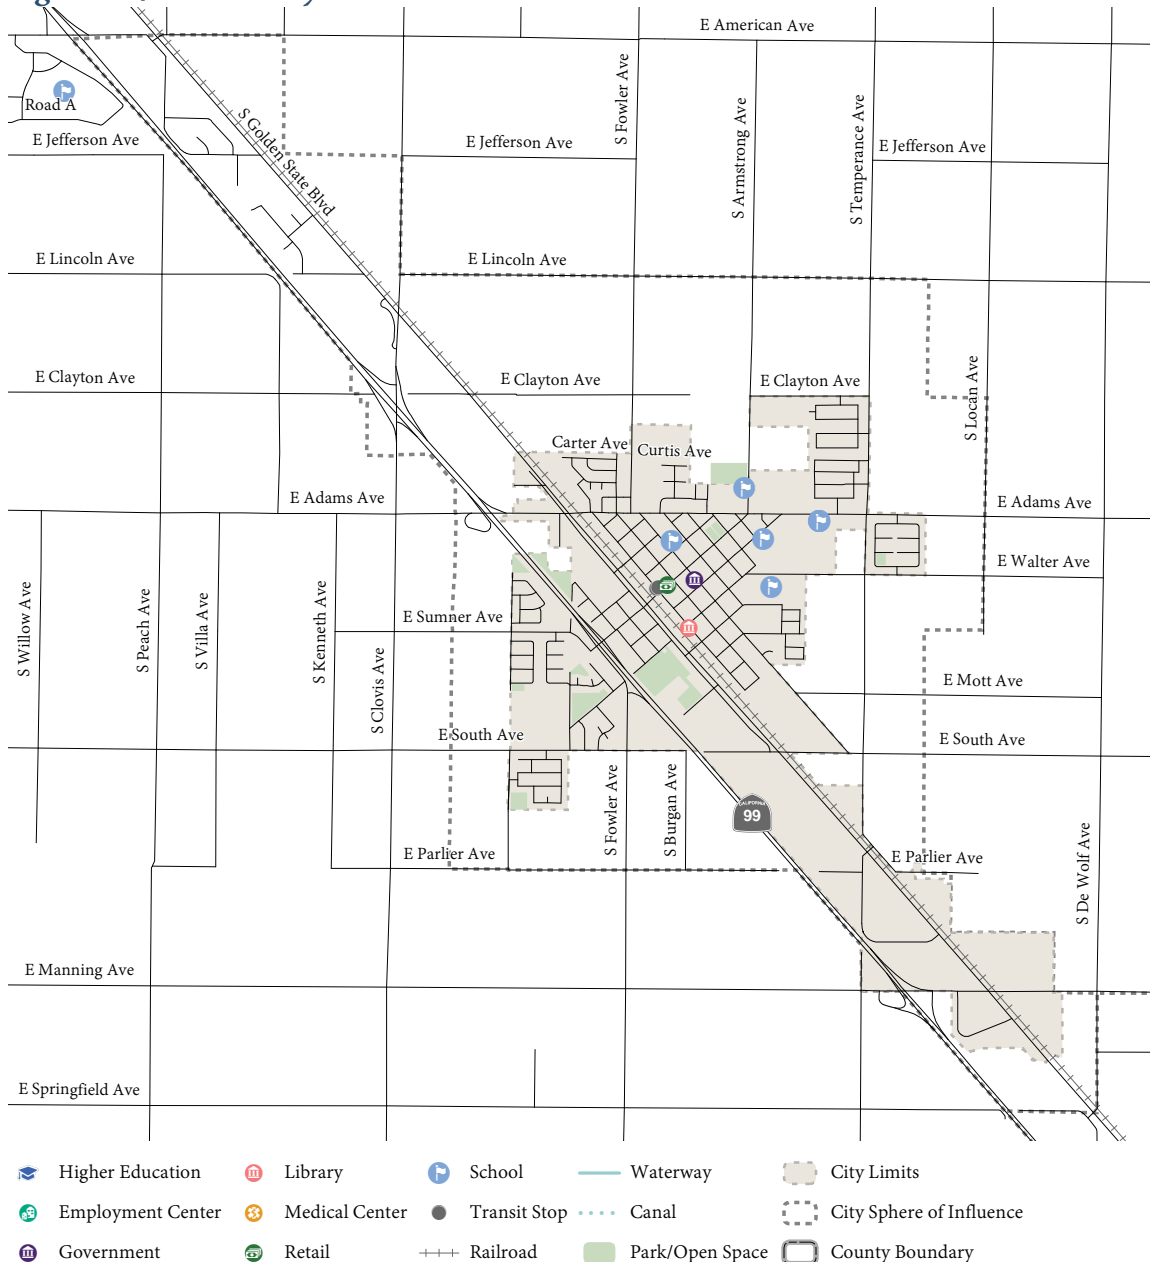 E American Ave
S Fowler Ave
Road A
S Golden State Blvd
S Armstrong Ave
S Temperance Ave
E Jefferson Ave
E Jefferson Ave
E Jefferson Ave
E Lincoln Ave
E Lincoln Ave
E Clayton Ave
E Clayton Ave
E Clayton Ave
S Locan Ave
Carter Ave
Curtis Ave
E Adams Ave
E Adams Ave
E Walter Ave
S Willow Ave
S Peach Ave
S Villa Ave
S Kenneth Ave
E Sumner Ave
S Clovis Ave
E Mott Ave
E South Ave
E South Ave
S Fowler Ave
S Burgan Ave
CALIFORNIA
99
S De Wolf Ave
E Parlier Ave
E Parlier Ave
E Manning Ave
E Springfield Ave
Higher Education
Library
School
Waterway
City Limits
Employment Center
Medical Center
Transit Stop
Canal
City Sphere of Influence
Government
Retail
Railroad
Park/Open Space
County Boundary